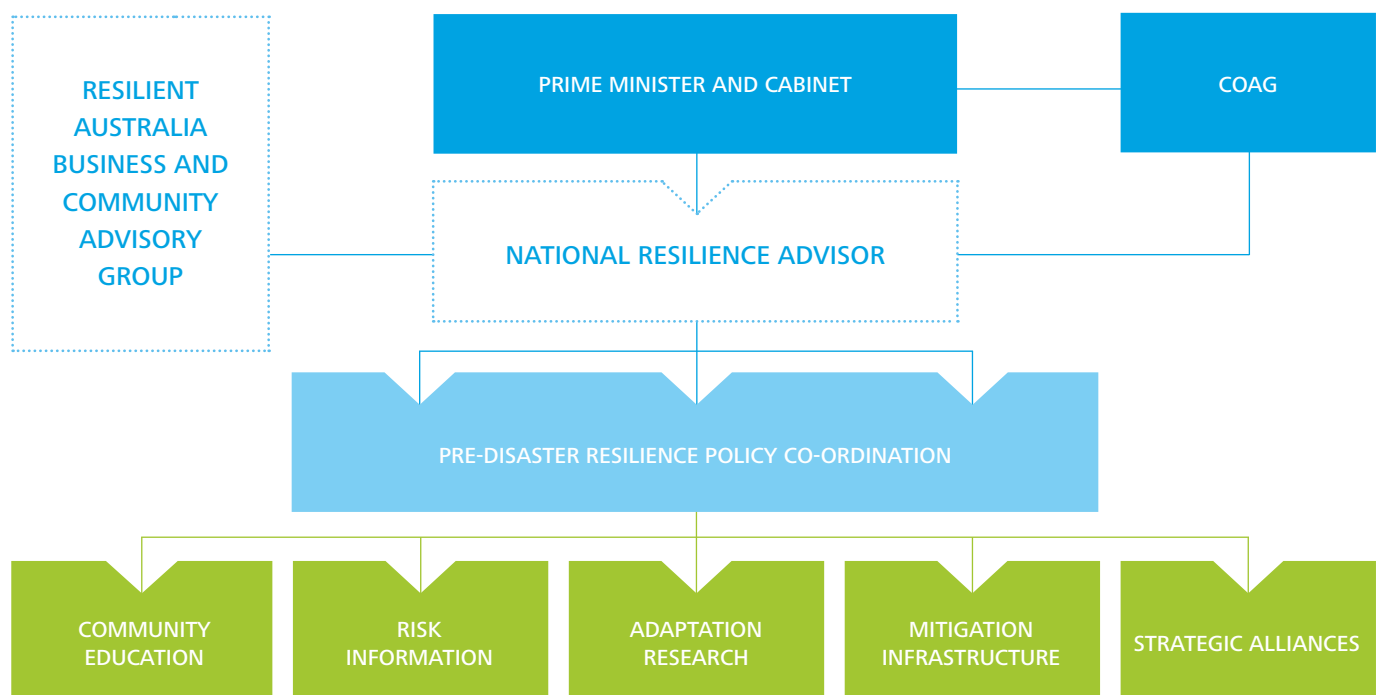 RESILIENT
AUSTRALIA
BUSINESS AND
COMMUNITY
ADVISORY
GROUP
PRIME MINISTER AND CABINET
COAG
NATIONAL RESILIENCE ADVISOR
PRE-DISASTER RESILIENCE POLICY CO-ORDINATION
COMMUNITY
EDUCATION
RISK
INFORMATION
ADAPTATION
RESEARCH
MITIGATION
INFRASTRUCTURE
STRATEGIC ALLIANCES